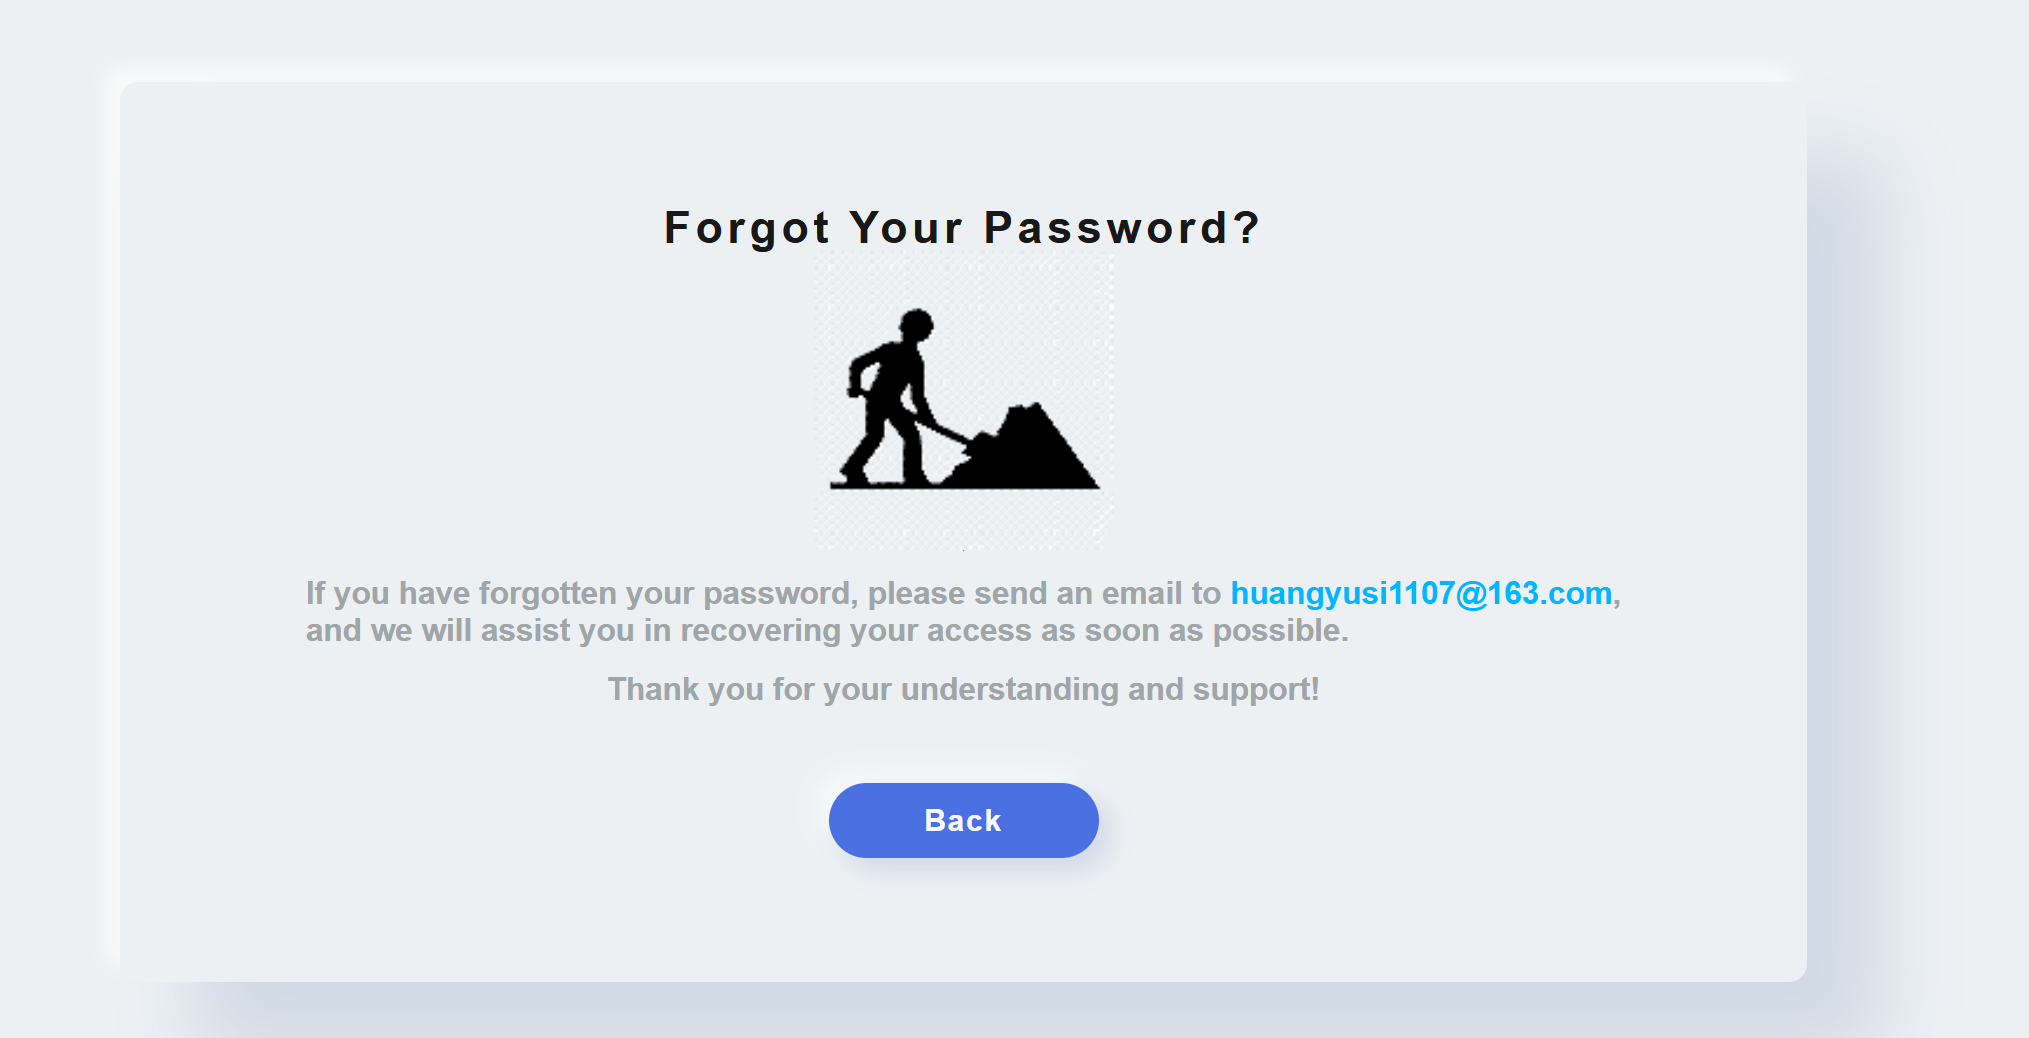 Forgot Your Password?
If you have forgotten your password, please send an email to huangyusi1107@163.com,
and we will assist you in recovering your access as soon as possible.
Thank you for your understanding and support!
Back